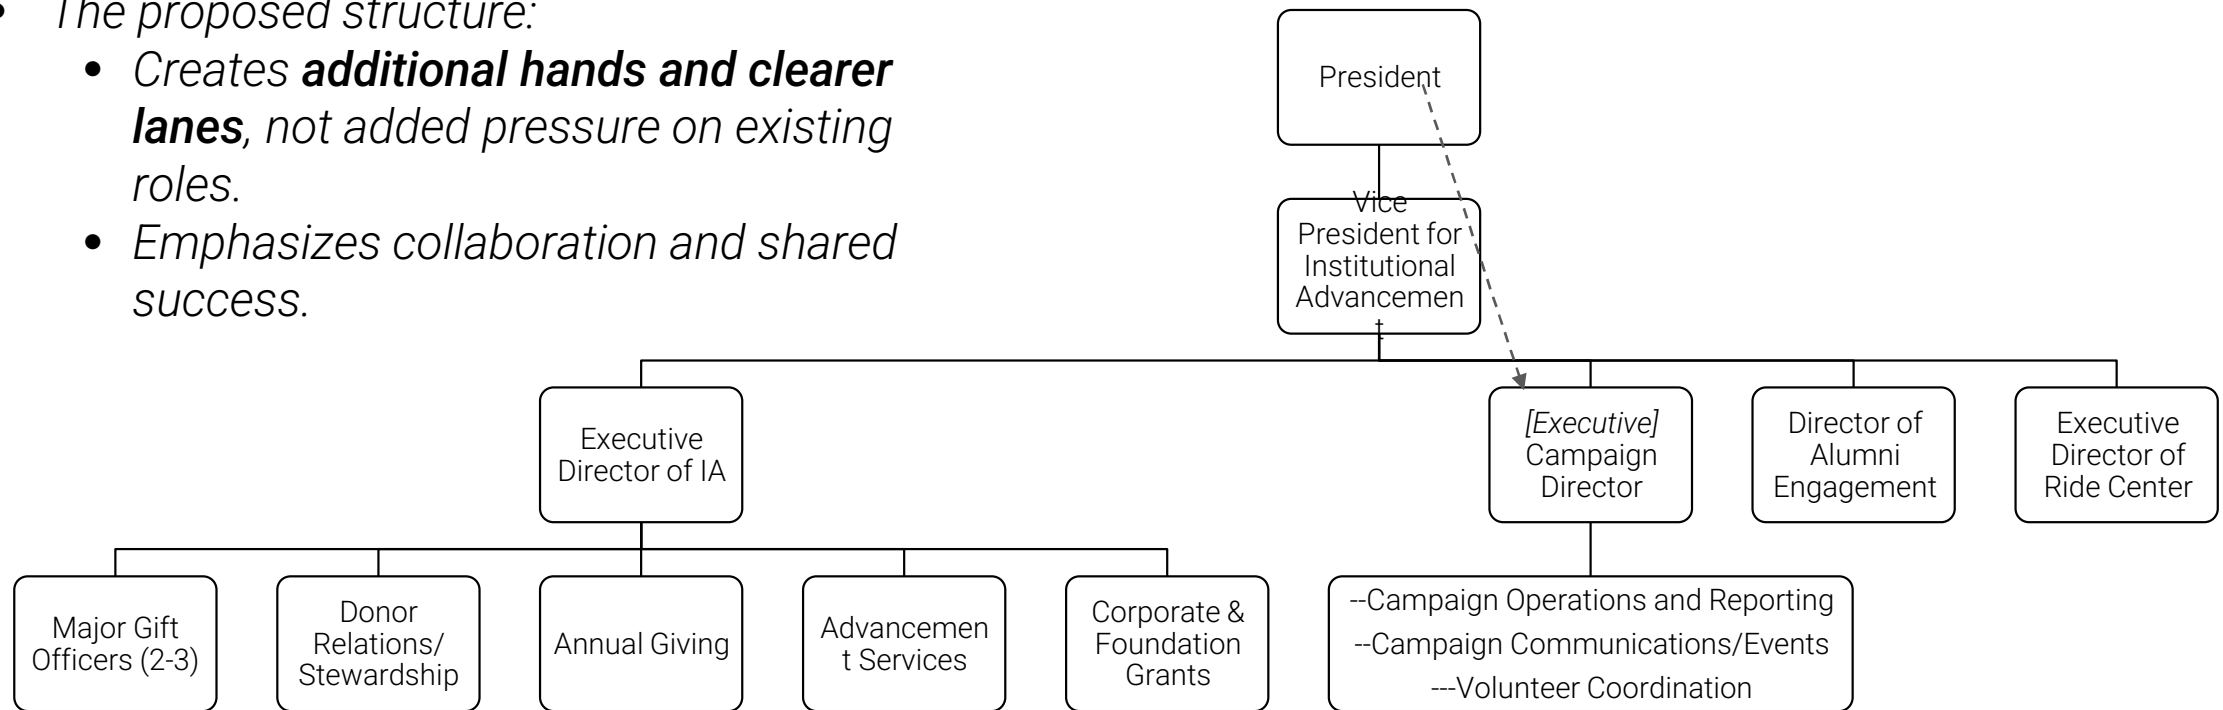 • The proposed structure:
• Creates additional hands and clearer
lanes, not added pressure on existing
roles.
• Emphasizes collaboration and shared
success.
President
Vice
President for
Institutional
Advancemen
t
Executive
Director of IA
[Executive]
Campaign
Director
Director of
Alumni
Engagement
Executive
Director of
Ride Center
Major Gift
Officers (2-3)
Donor
Relations/
Stewardship
Annual Giving
Advancemen
t Services
Corporate &
Foundation
Grants
--Campaign Operations and Reporting
--Campaign Communications/Events
---Volunteer Coordination